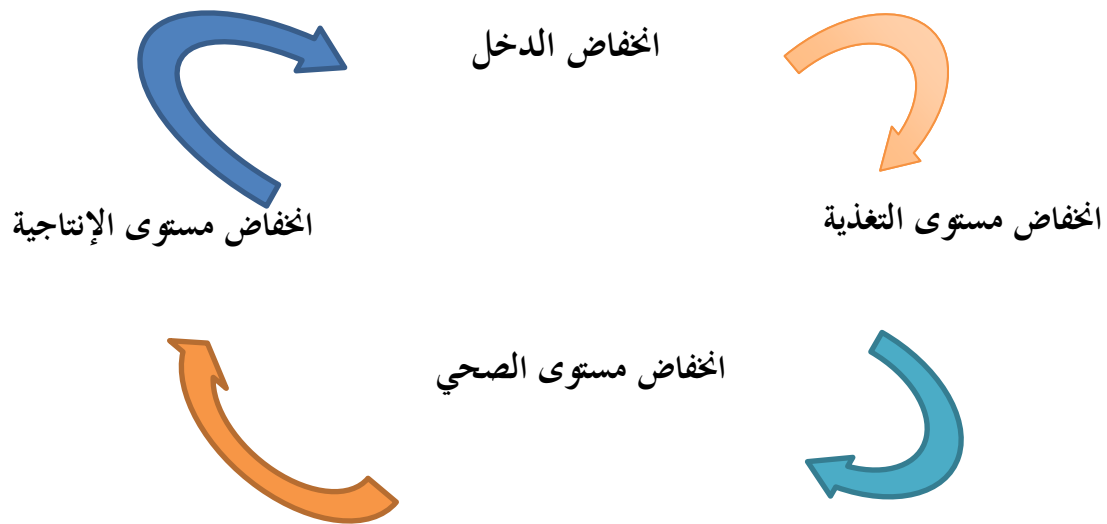 انخفاض الدخل
انخفاض مستوى التغذية
انخفاض مستوى الإنتاجية
انخفاض مستوى الصحي